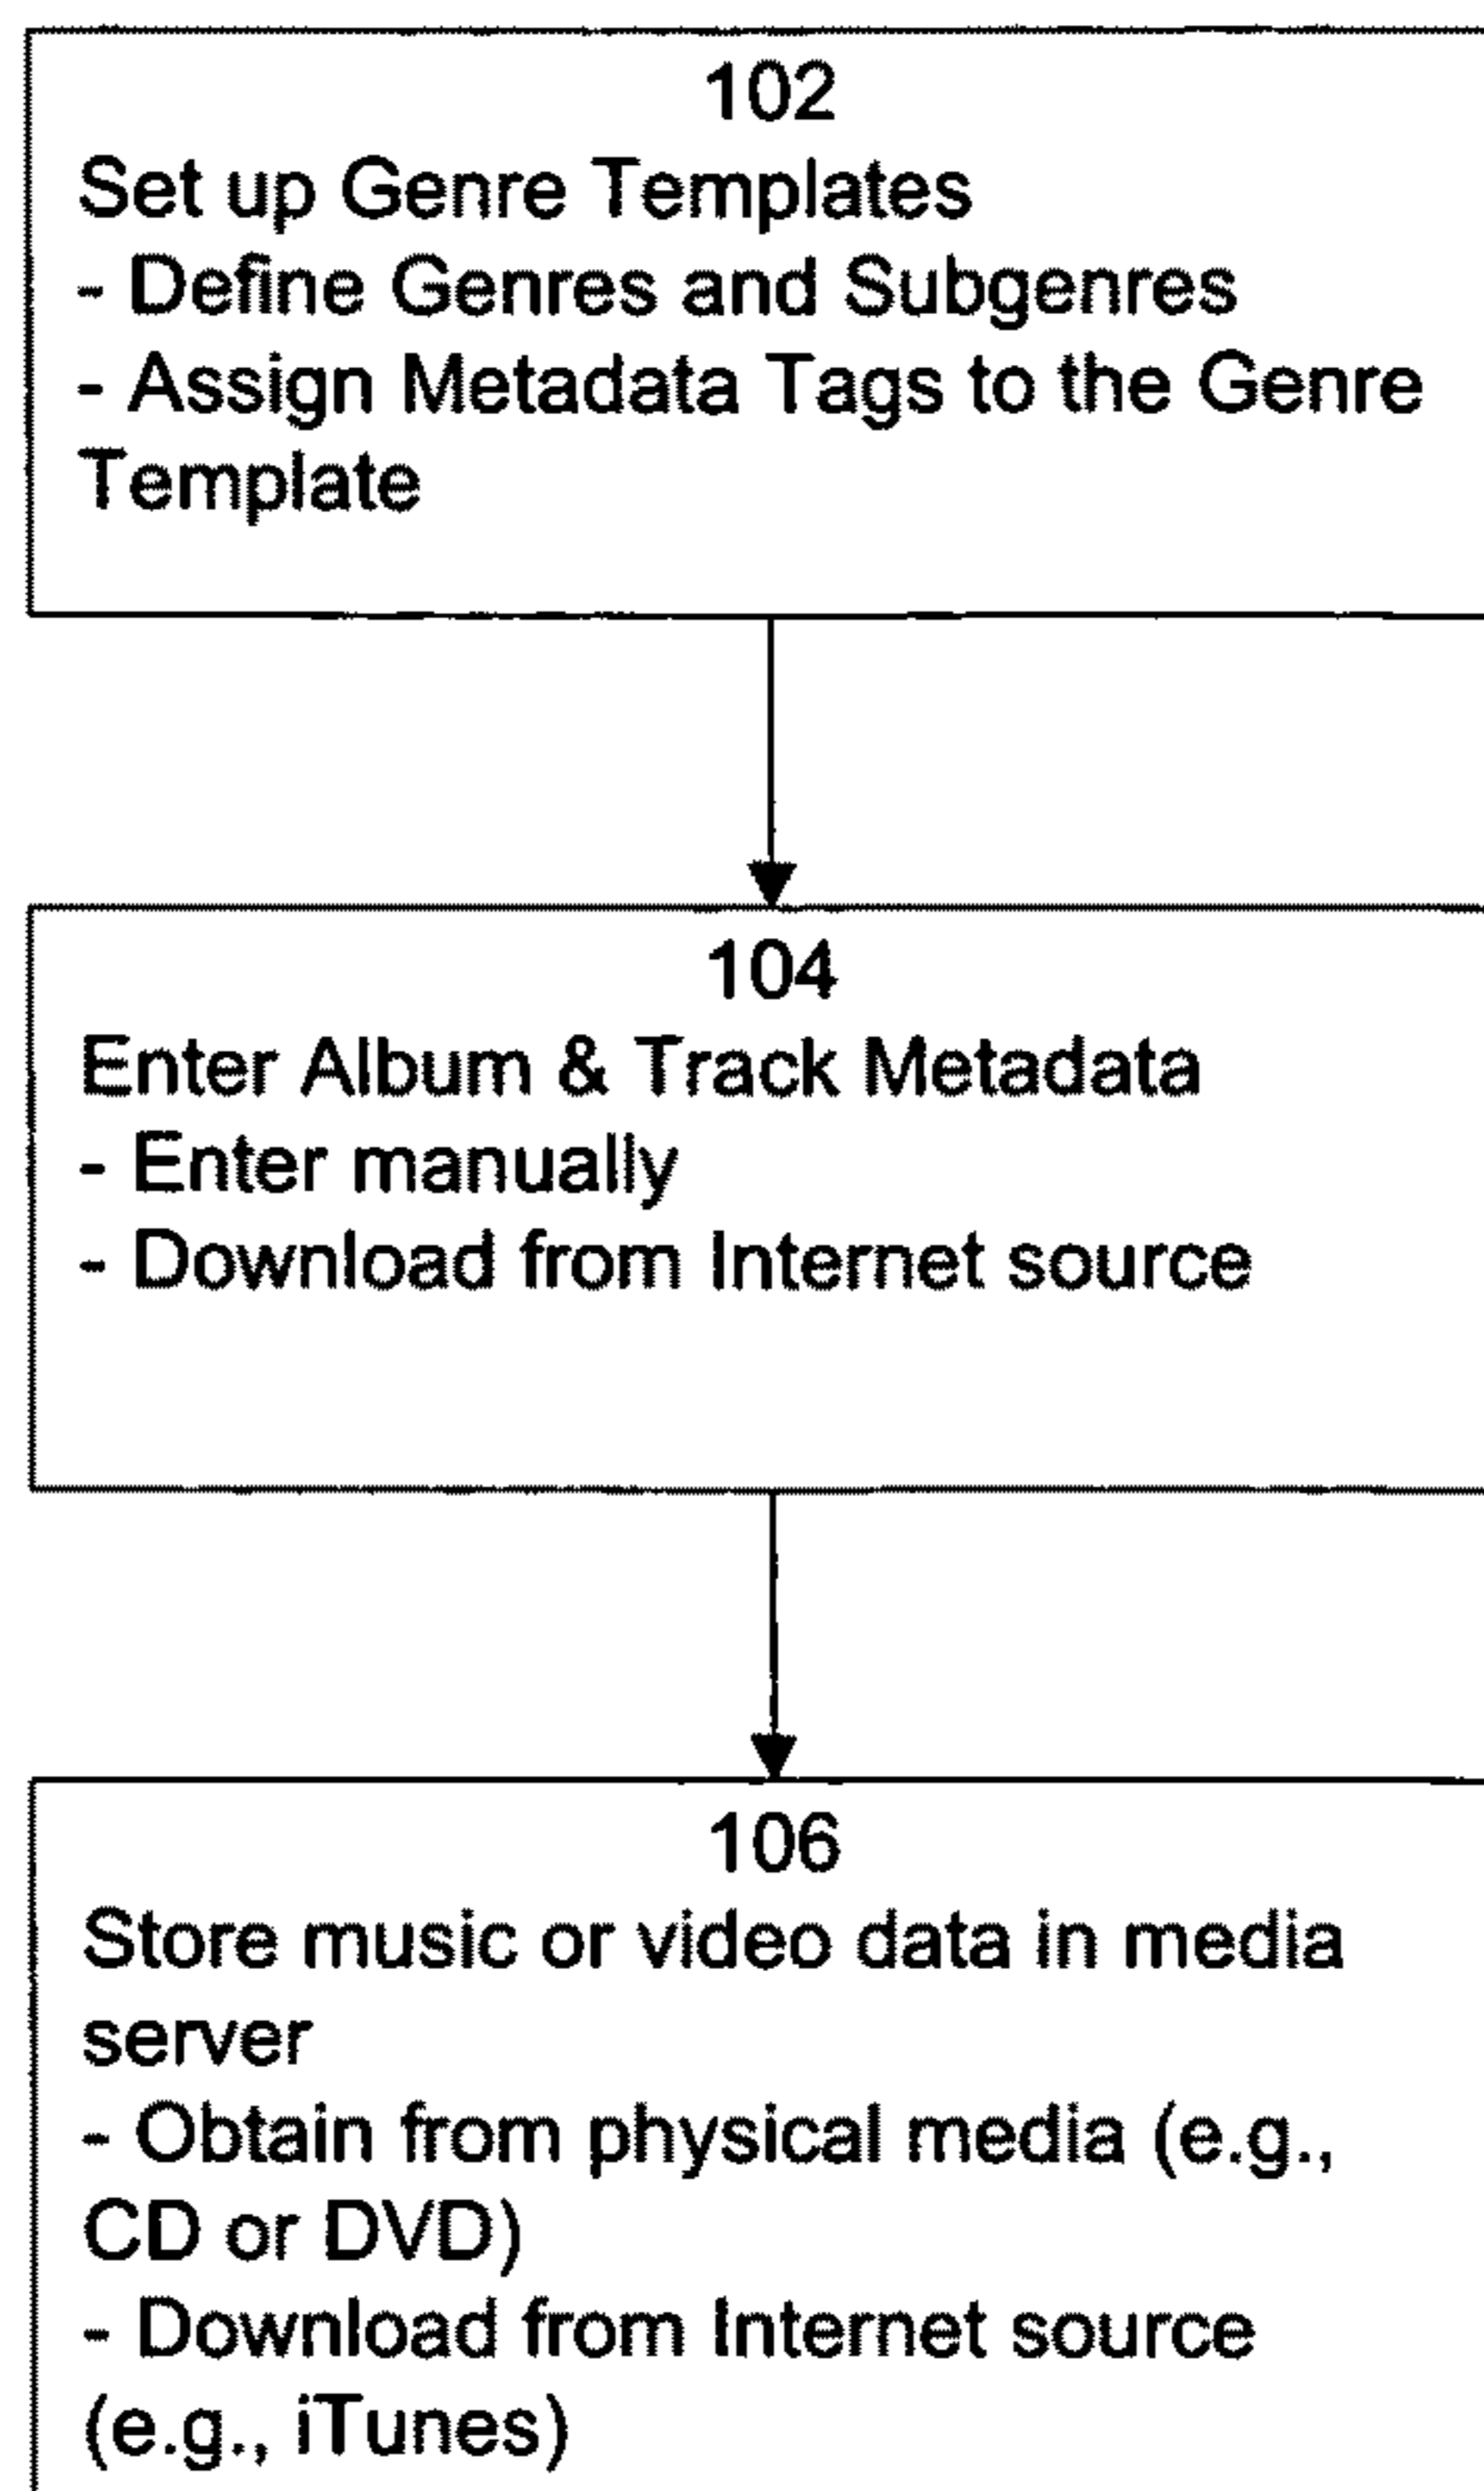 102
Set up Genre Templates
- Define Genres and Subgenres
- Assign Metadata Tags to the Genre
Template
104
Enter Album & Track Metadata
- Enter manually
- Download from Internet source
106
Store music or video data in media
server
- Obtain from physical media (e.g.,
CD or DVD)
- Download from Internet source
(e.g., iTunes)